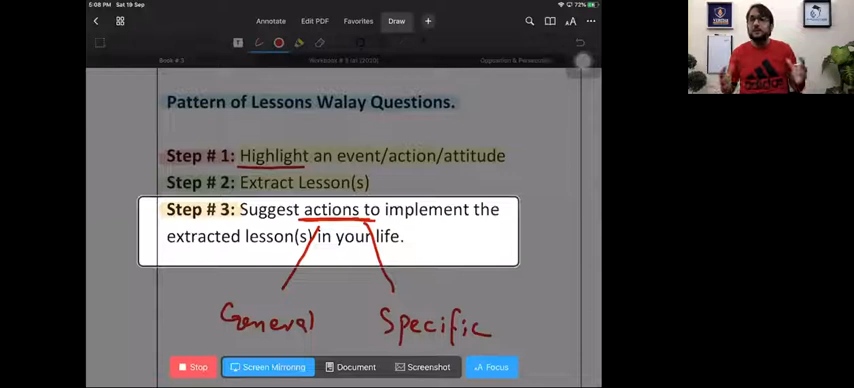 5:08 PM Sat 19 Sep
72%
Annotate Edit PDF Favorites Draw
Book # 3 Opposition &
Pattern of Lessons Walay Questions.
Step # 1: Highlight an event/action/attitude
Step # 2: Extract Lesson(s)
Step # 3: Suggest actions to implement the
extracted lesson(s) in your life.
General Specific
Stop Screen Mirroring Document Screenshot Focus
adidas